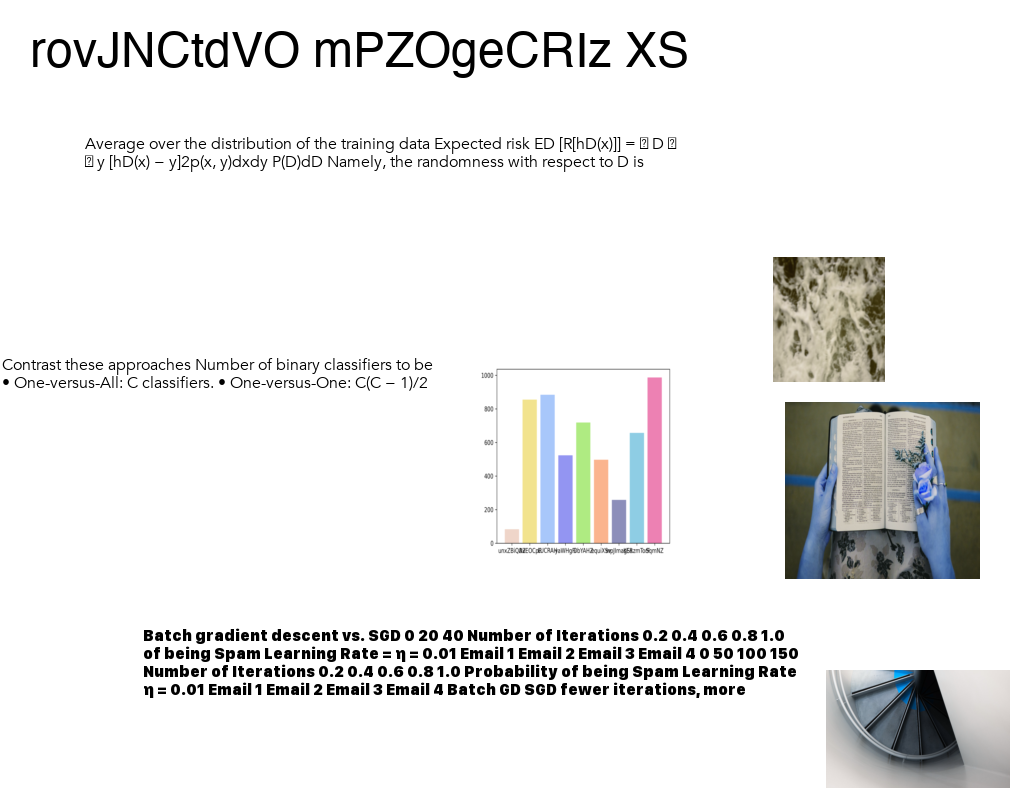 rovJNCtdVO mPZOgeCRIz XS
Average over the distribution of the training data Expected risk ED [R[hD(x)]] = D
y [hD(x) − y]2p(x, y)dxdy P(D)dD Namely, the randomness with respect to D is
Contrast these approaches Number of binary classifiers to be
• One-versus-All: C classifiers. • One-versus-One: C(C − 1)/2
1000
800
600
400
200
0
Batch gradient descent vs. SGD 0 20 40 Number of Iterations 0.2 0.4 0.6 0.8 1.0
of being Spam Learning Rate = η = 0.01 Email 1 Email 2 Email 3 Email 4 0 50 100 150
Number of Iterations 0.2 0.4 0.6 0.8 1.0 Probability of being Spam Learning Rate
η = 0.01 Email 1 Email 2 Email 3 Email 4 Batch GD SGD fewer iterations, more